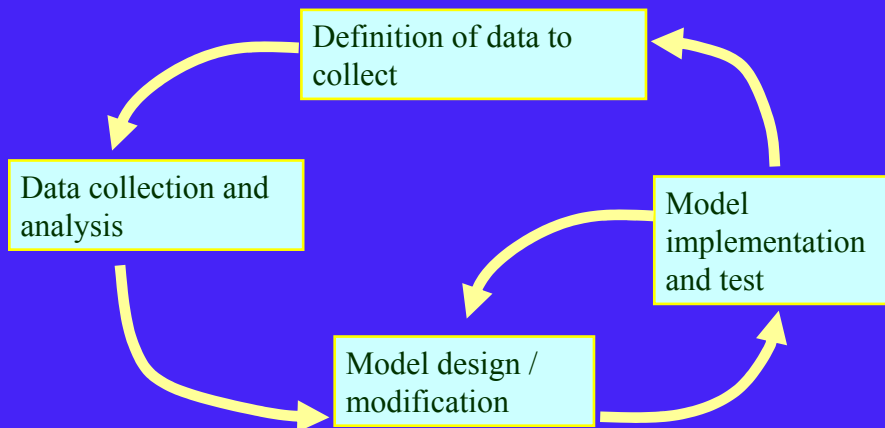 Definition of data to
collect
Data collection and
analysis
Model
implementation
and test
Model design /
modification